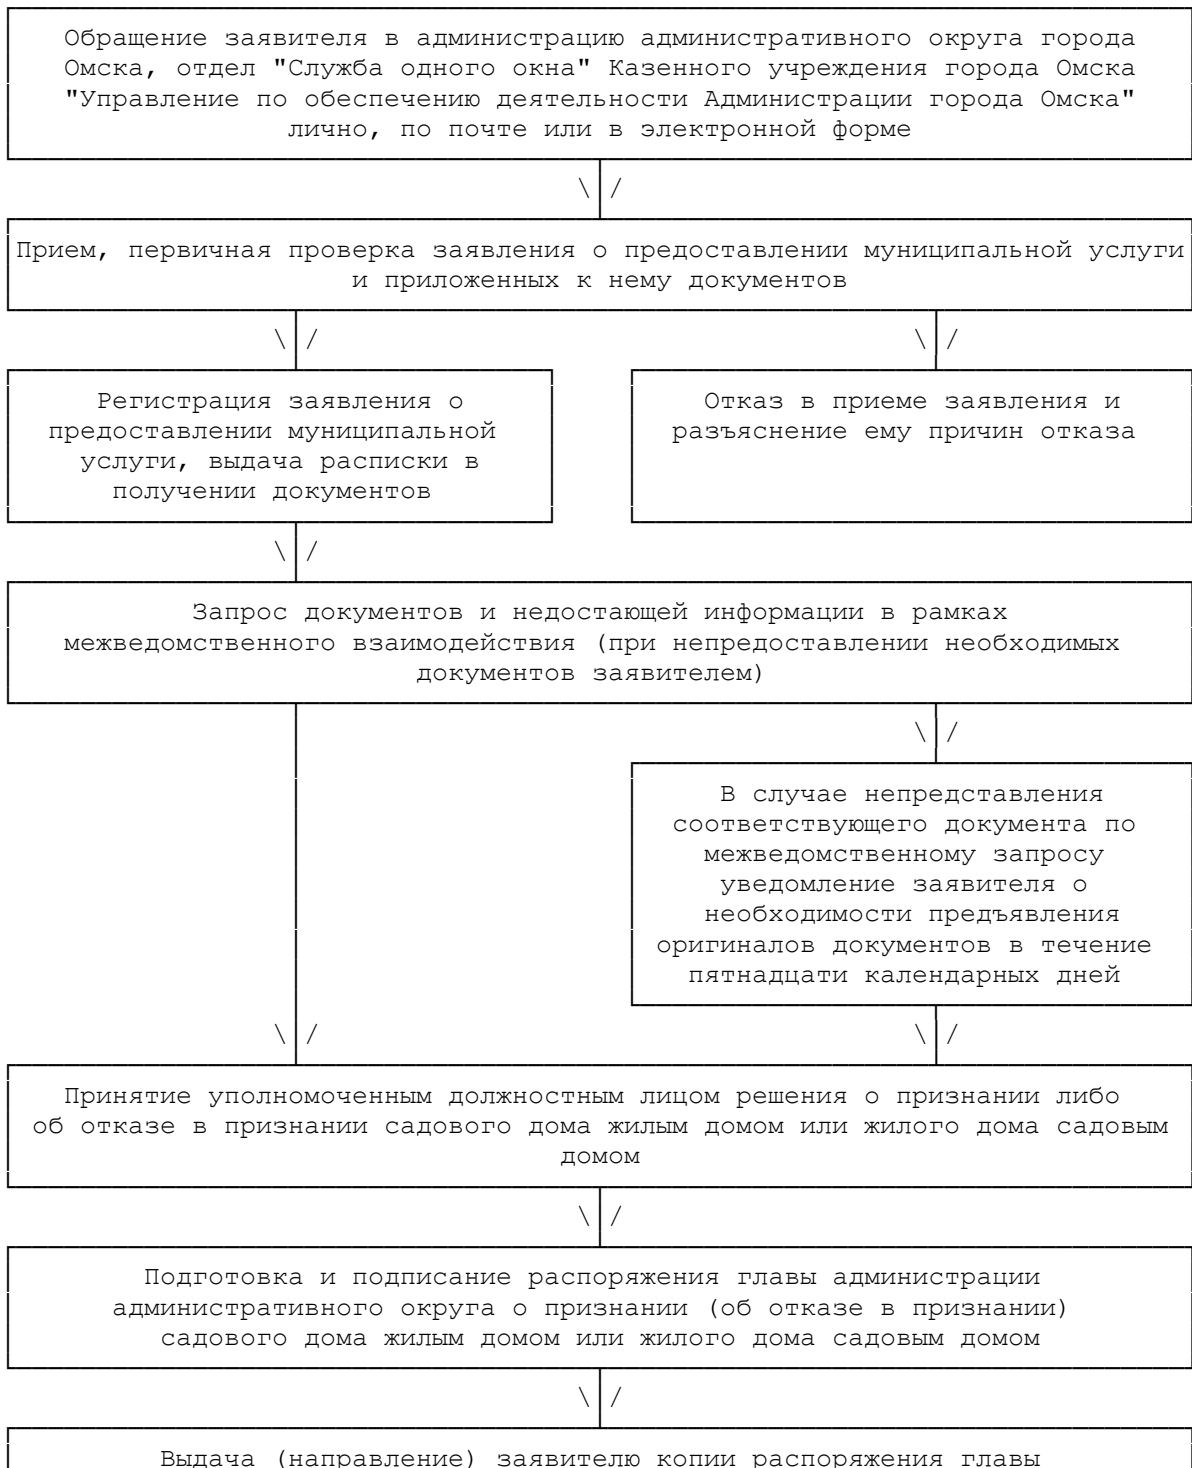 Обращение заявителя в администрацию административного округа города
Омска, отдел "Служба одного окна" Казенного учреждения города Омска
"Управление по обеспечению деятельности Администрации города Омска"
лично, по почте или в электронной форме
Прием, первичная проверка заявления о предоставлении муниципальной услуги
и приложенных к нему документов
Регистрация заявления о
предоставлении муниципальной
услуги, выдача расписки в
получении документов
Отказ в приеме заявления и
разъяснение ему причин отказа
Запрос документов и недостающей информации в рамках
межведомственного взаимодействия (при непредоставлении необходимых
документов заявителем)
В случае непредставления
соответствующего документа по
межведомственному запросу
уведомление заявителя о
необходимости предъявления
оригиналов документов в течение
пятнадцати календарных дней
Принятие уполномоченным должностным лицом решения о признании либо
об отказе в признании садового дома жилым домом или жилого дома садовым
домом
Подготовка и подписание распоряжения главы администрации
административного округа о признании (об отказе в признании)
садового дома жилым домом или жилого дома садовым домом
Выдача (направление) заявителю копии распоряжения главы